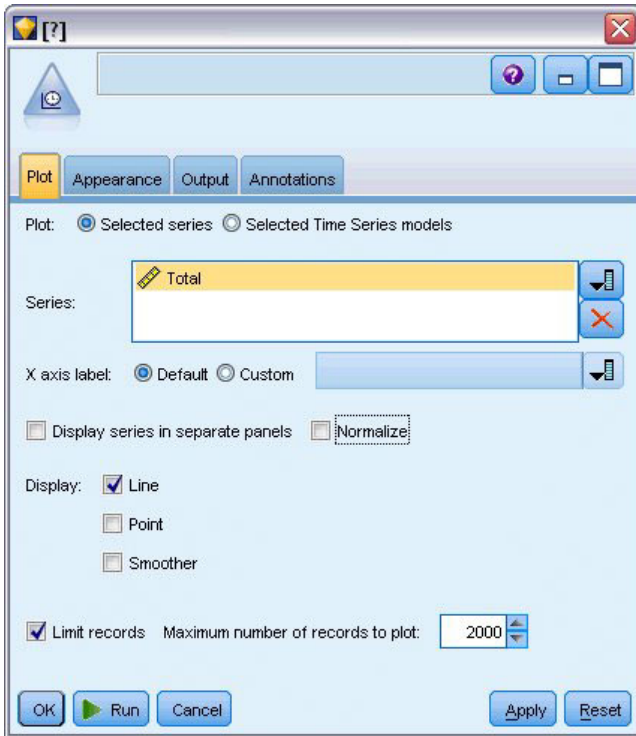 [?]
Plot Appearance Output Annotations
Plot: Selected series Selected Time Series models
Series: Total
X axis label: Default Custom
Display series in separate panels Normalize
Display: Line
Point
Smoother
Limit records Maximum number of records to plot: 2000
OK Run Cancel Apply Reset